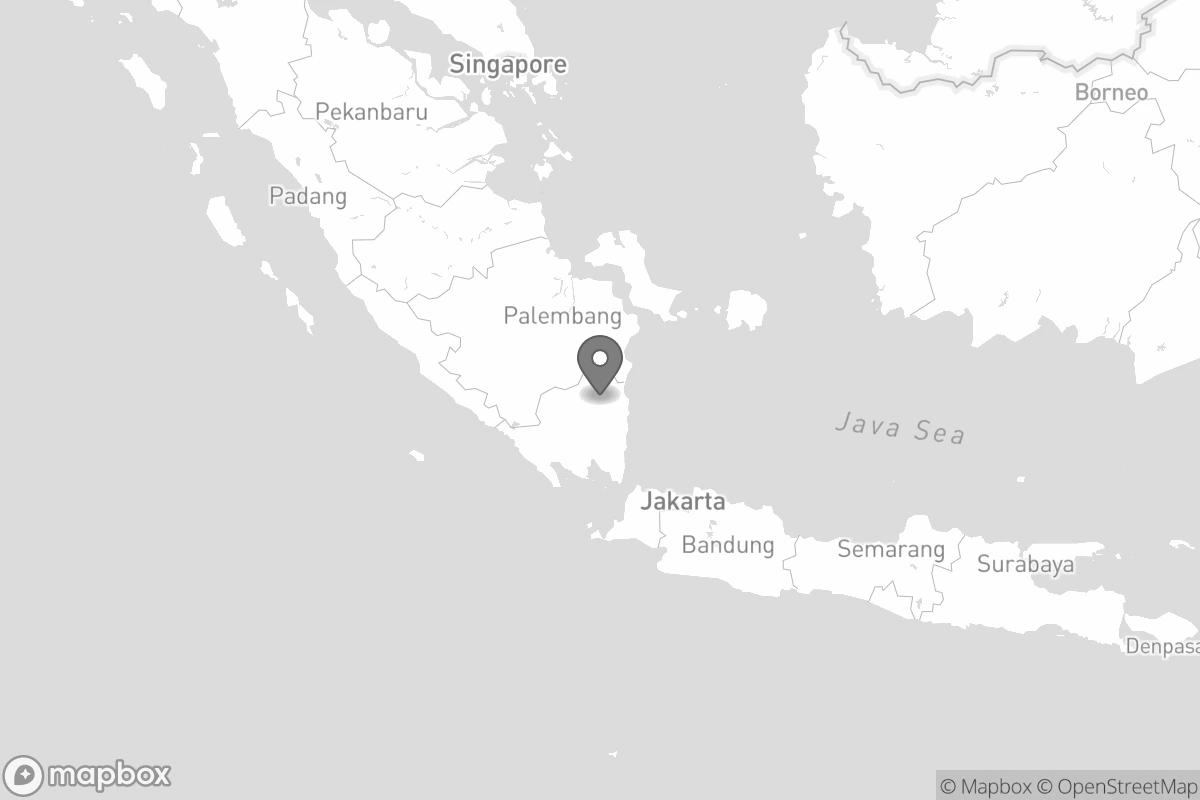 Singapore
Borneo
Pekanbaru
Padang
Palembang
Java Sea
Jakarta
Bandung
Semarang
Surabaya
Denpasa
mapbox
© Mapbox © OpenStreetMap